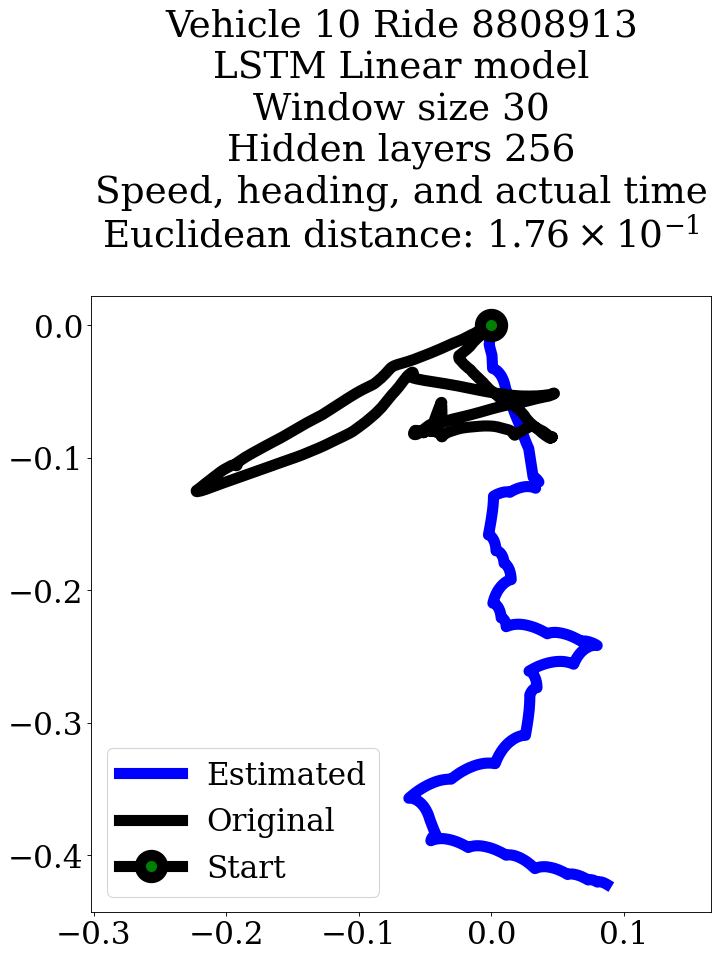 Vehicle 10 Ride 8808913
LSTM Linear model
Window size 30
Hidden layers 256
Speed, heading, and actual time
Euclidean distance: 1.76 × 10⁻¹
0.0
−0.1
−0.2
−0.3
−0.4
Estimated
Original
Start
−0.3 −0.2 −0.1 0.0 0.1